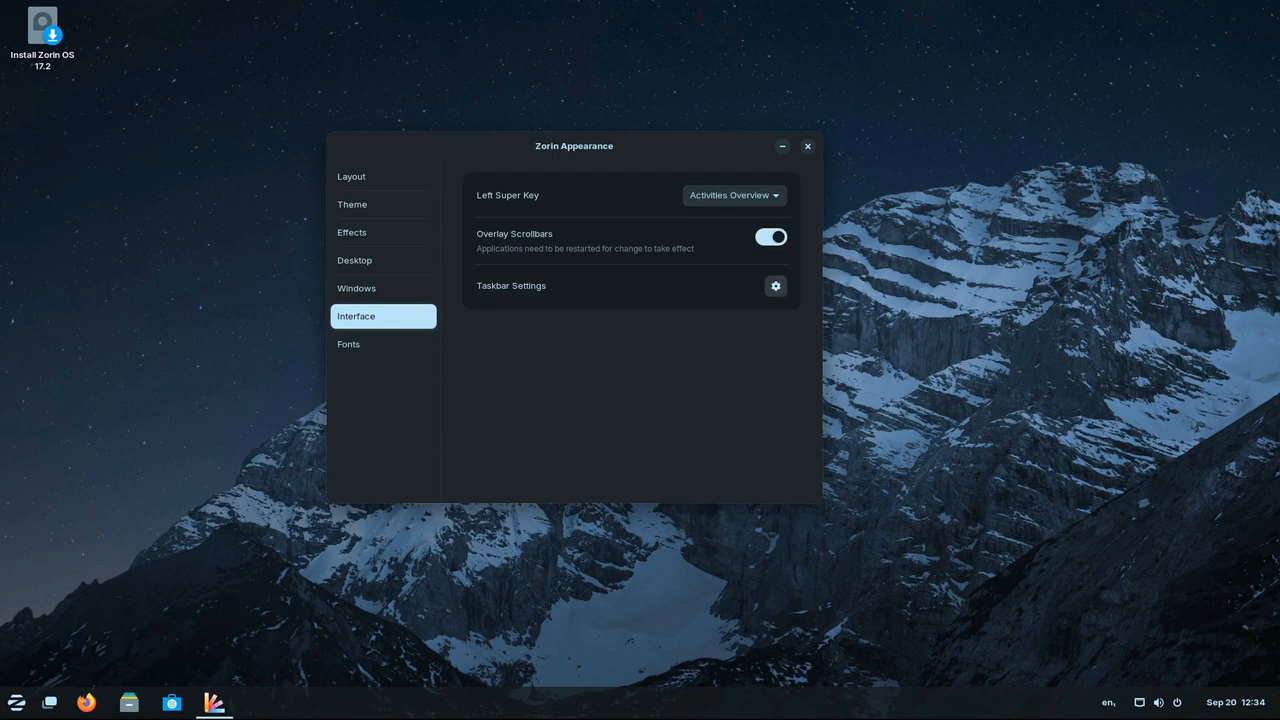 Install Zorin OS
17.2
Zorin Appearance
Layout
Theme
Effects
Desktop
Windows
Interface
Fonts
Left Super Key
Activities Overview
Overlay Scrollbars
Applications need to be restarted for change to take effect
Taskbar Settings
en₁
Sep 20 12:34